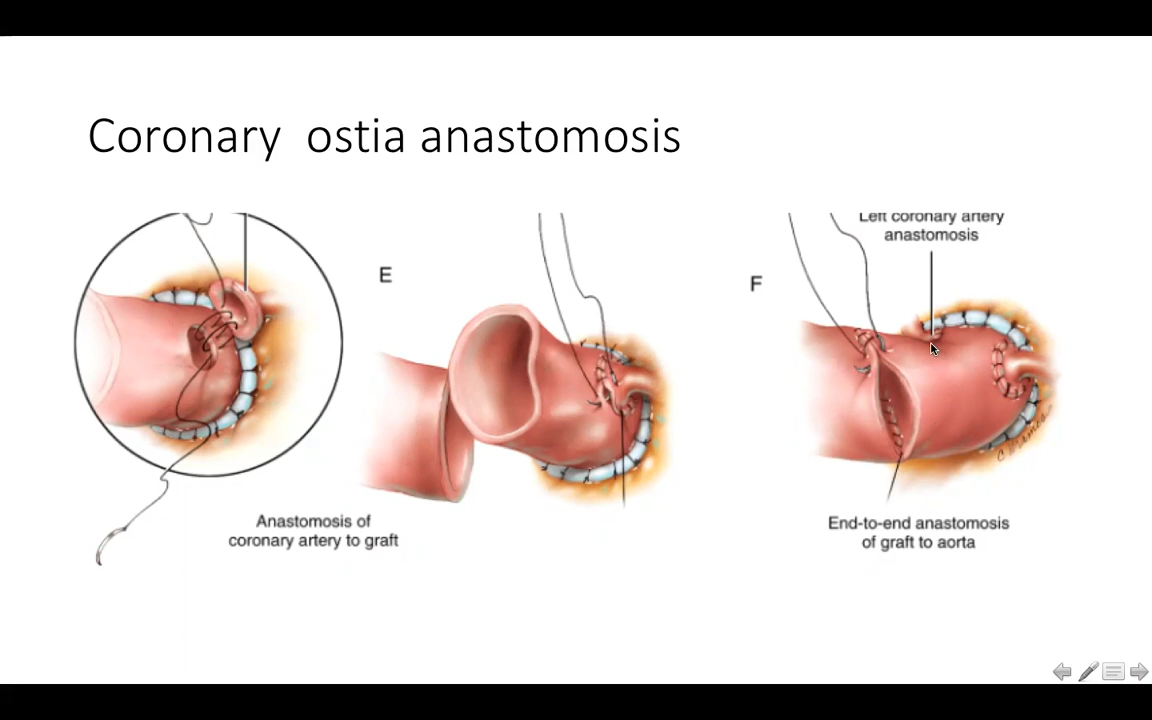 Coronary ostia anastomosis
E
F
Left coronary artery
anastomosis
Anastomosis of
coronary artery to graft
End-to-end anastomosis
of graft to aorta